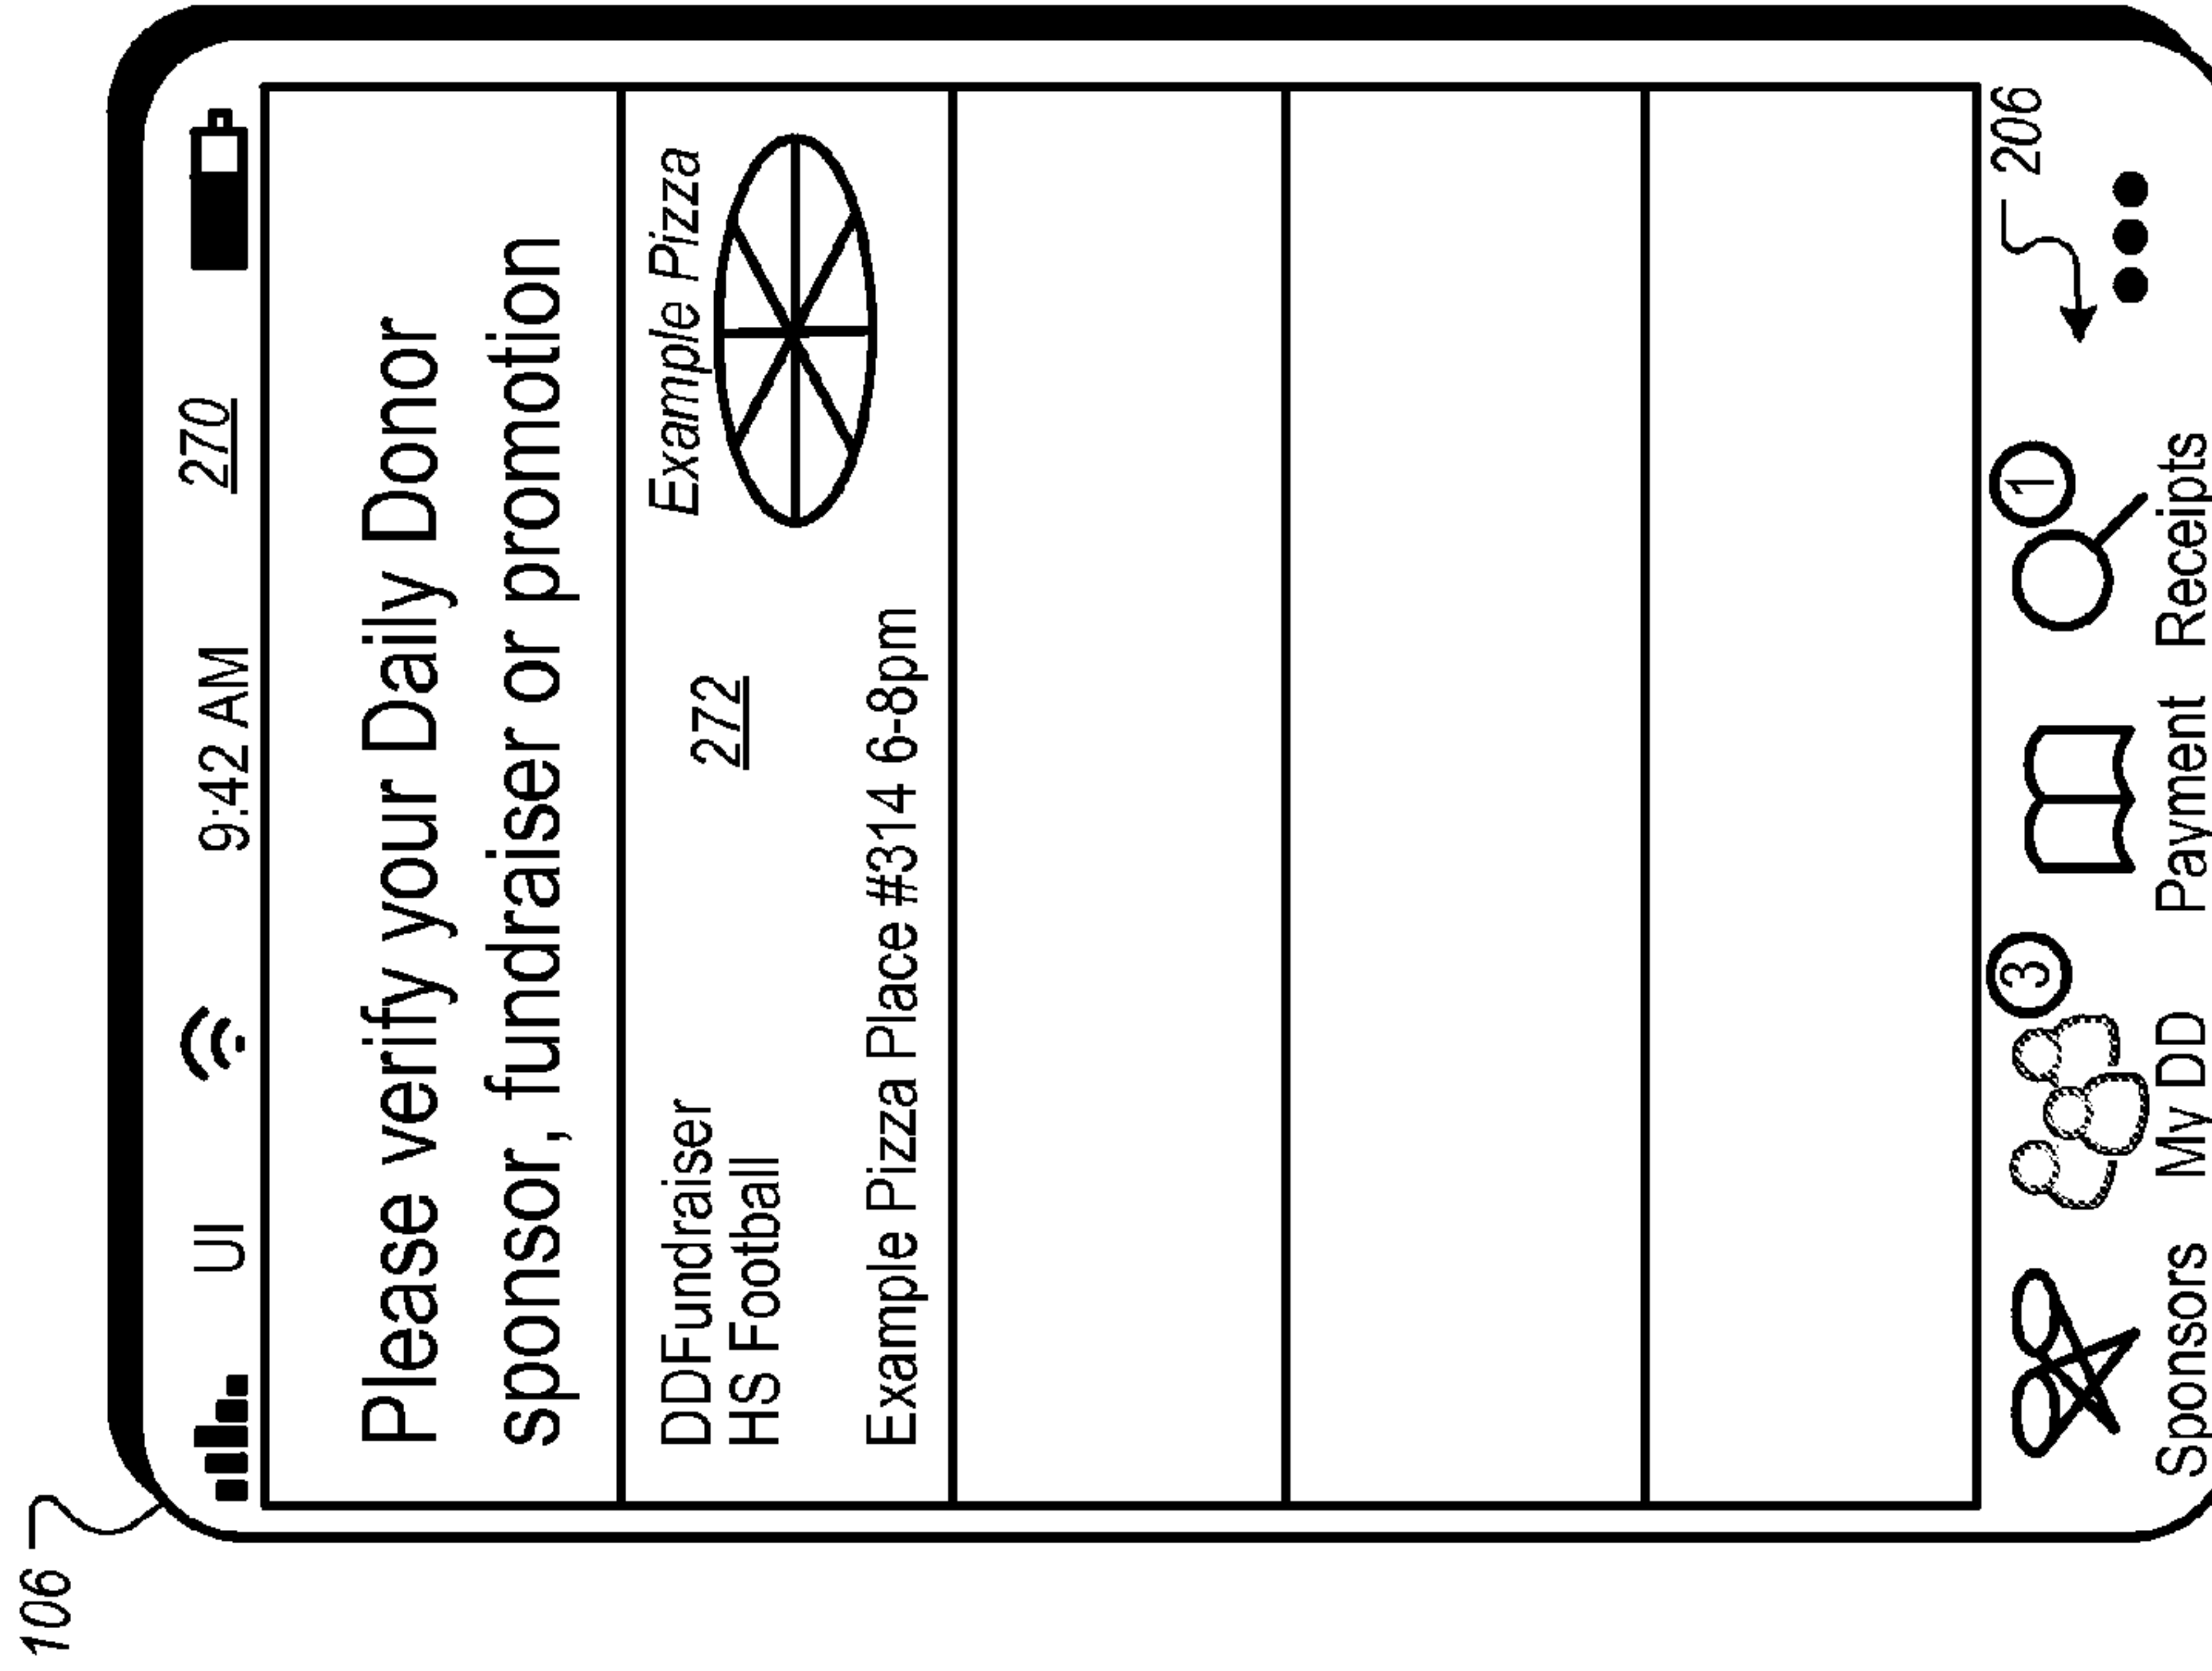 106
UI 9:42 AM 270
Please verify your Daily Donor
sponsor, fundraiser or promotion
DDFundraiser
HS Football
272
Example Pizza
Example Pizza Place #314 6-8pm
3
1
206
Sponsors My DD Payment Receipts